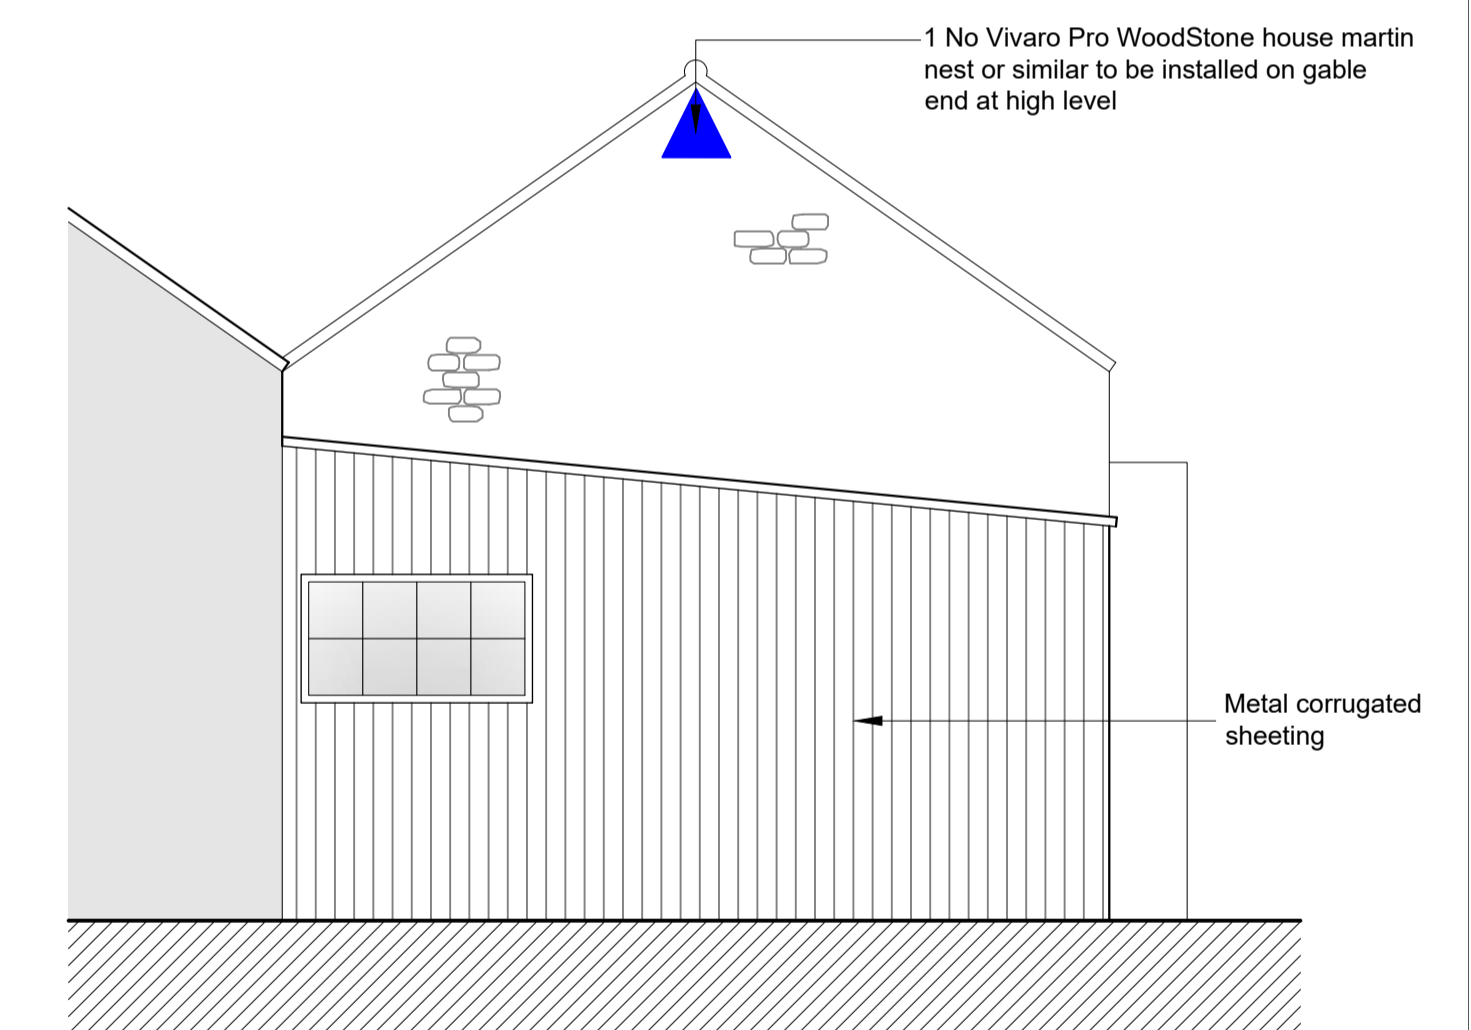 1 No Vivaro Pro WoodStone house martin
nest or similar to be installed on gable
end at high level
Metal corrugated
sheeting